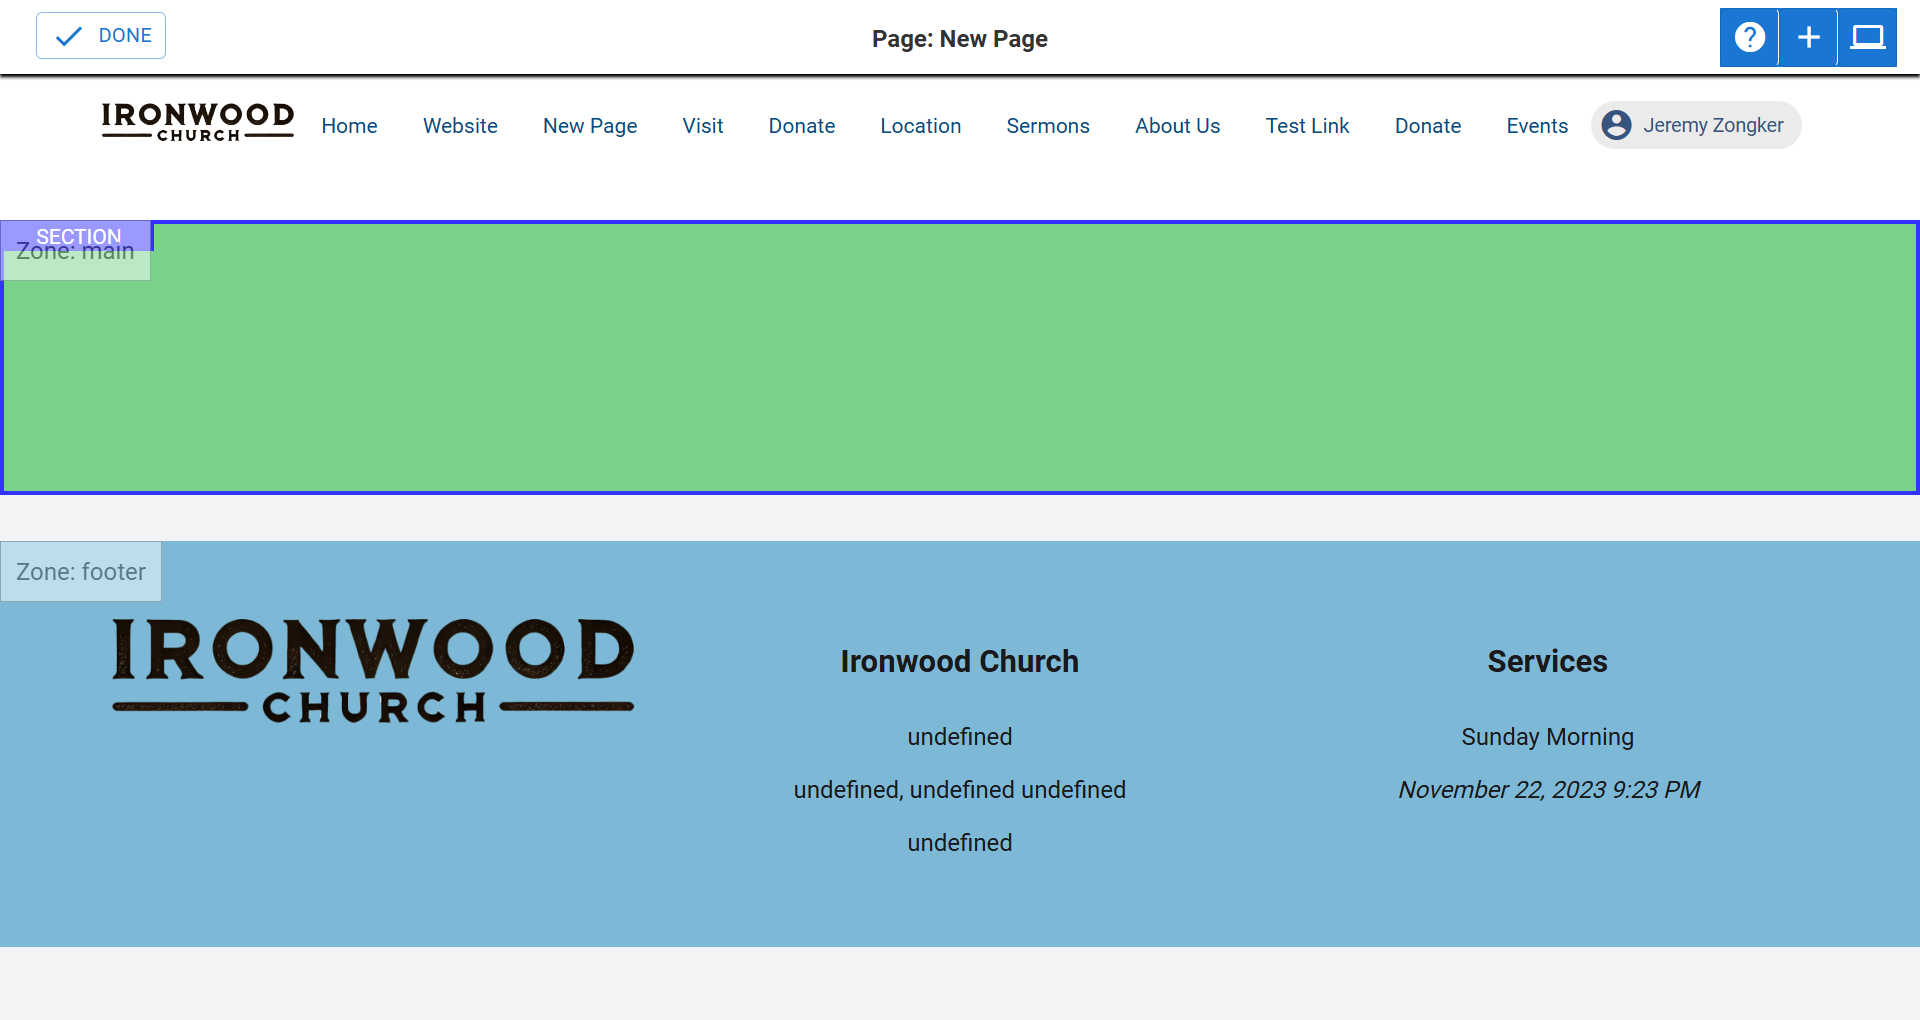 DONE
Page: New Page
IRONWOOD
CHURCH
Home Website New Page Visit Donate Location Sermons About Us Test Link Donate Events Jeremy Zongker
SECTION
Zone: main
Zone: footer
IRONWOOD
CHURCH
Ironwood Church
undefined
undefined, undefined undefined
undefined
Services
Sunday Morning
November 22, 2023 9:23 PM